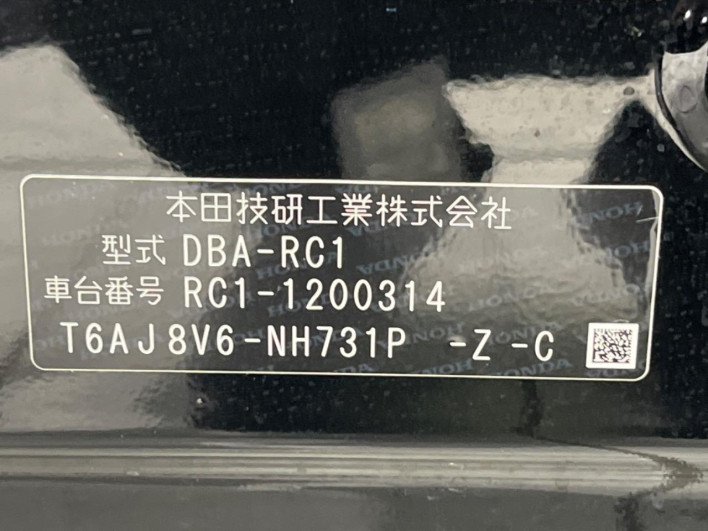 本田技研工業株式会社
型式 DBA-RC1
車台番号 RC1-1200314
T6AJ8V6-NH731P -Z-C